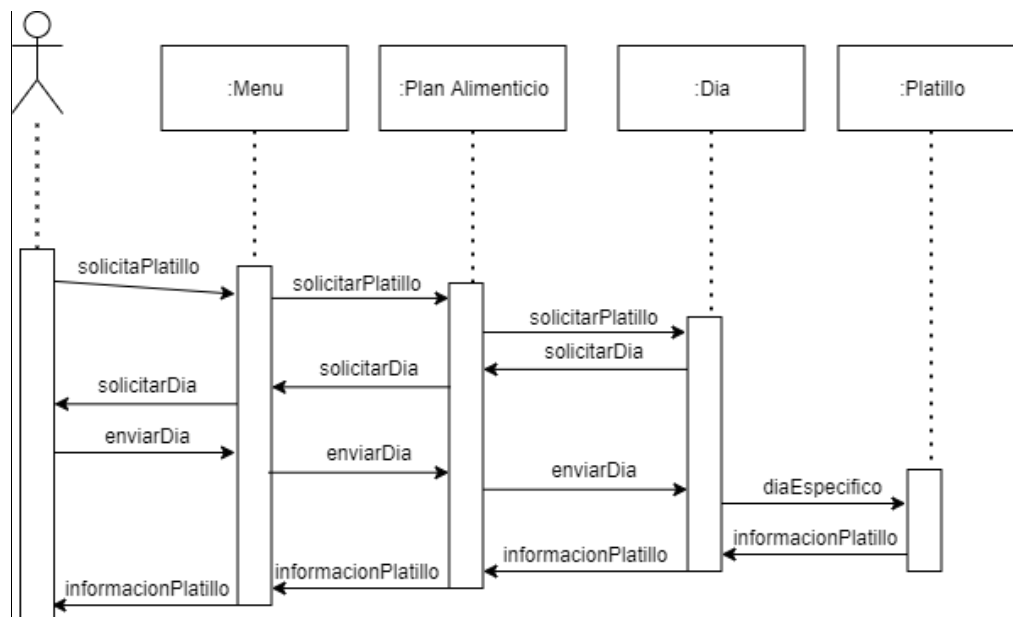 :Menu
:Plan Alimenticio
:Dia
:Platillo
solicitaPlatillo
solicitarPlatillo
solicitarPlatillo
solicitarDia
solicitarDia
solicitarDia
enviarDia
enviarDia
enviarDia
diaEspecifico
informacionPlatillo
informacionPlatillo
informacionPlatillo
informacionPlatillo